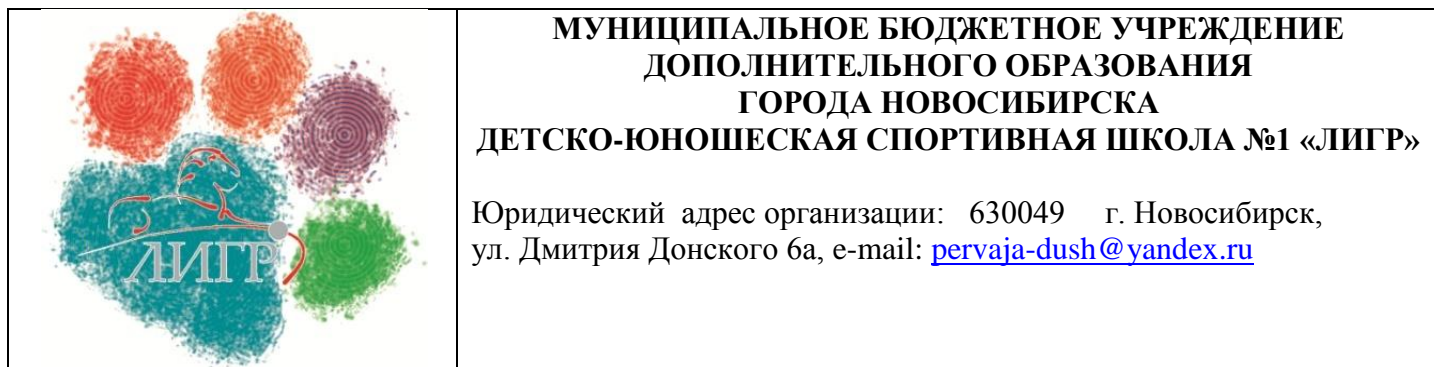 ЛИГР
МУНИЦИПАЛЬНОЕ БЮДЖЕТНОЕ УЧРЕЖДЕНИЕ
ДОПОЛНИТЕЛЬНОГО ОБРАЗОВАНИЯ
ГОРОДА НОВОСИБИРСКА
ДЕТСКО-ЮНОШЕСКАЯ СПОРТИВНАЯ ШКОЛА №1 «ЛИГР»
Юридический адрес организации: 630049 г. Новосибирск,
ул. Дмитрия Донского 6а, e-mail: pervaja-dush@yandex.ru